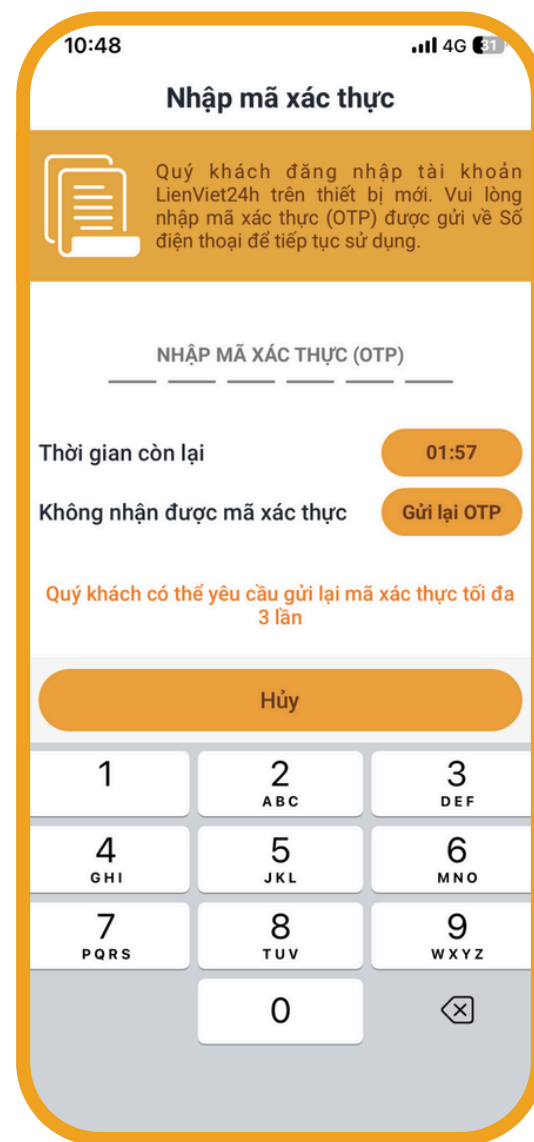 10:48
4G 31
Nhập mã xác thực
Quý khách đăng nhập tài khoản
LienViet24h trên thiết bị mới. Vui lòng
nhập mã xác thực (OTP) được gửi về Số
điện thoại để tiếp tục sử dụng.
NHẬP MÃ XÁC THỰC (OTP)
Thời gian còn lại
01:57
Không nhận được mã xác thực
Gửi lại OTP
Quý khách có thể yêu cầu gửi lại mã xác thực tối đa
3 lần
Hủy
1
2
ABC
3
DEF
4
GHI
5
JKL
6
MNO
7
PQRS
8
TUV
9
WXYZ
0